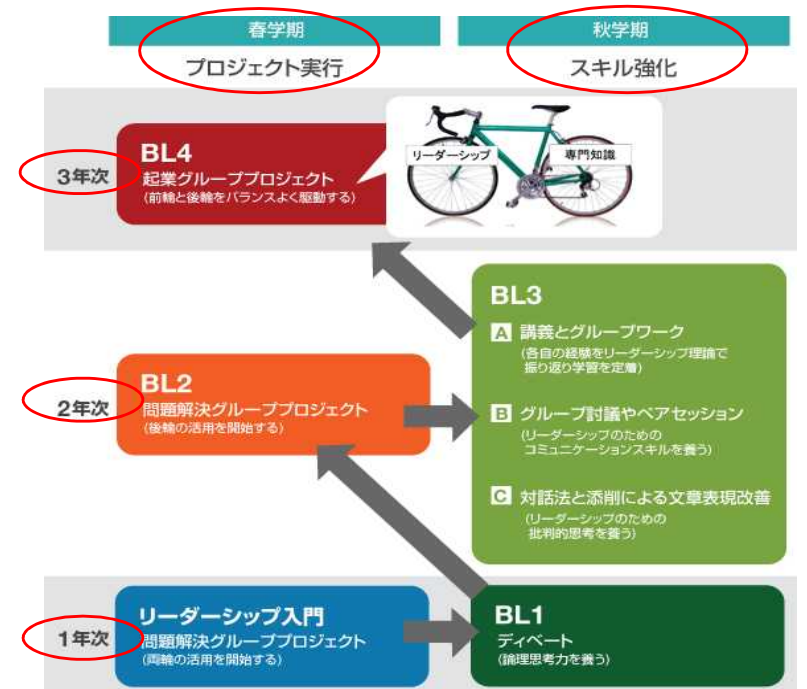 春学期
秋学期
プロジェクト実行
スキル強化
3年次
BL4
起業グループプロジェクト
(前輪と後輪をバランスよく駆動する)
リーダーシップ
専門知識
BL3
A 講義とグループワーク
(各自の経験をリーダーシップ理論で
振り返り学習を定着)
B グループ討議やペアセッション
(リーダーシップのための
コミュニケーションスキルを養う)
C 対話法と添削による文章表現改善
(リーダーシップのための
批判的思考を養う)
2年次
BL2
問題解決グループプロジェクト
(後輪の活用を開始する)
1年次
リーダーシップ入門
問題解決グループプロジェクト
(両輪の活用を開始する)
BL1
ディベート
(論理思考力を養う)